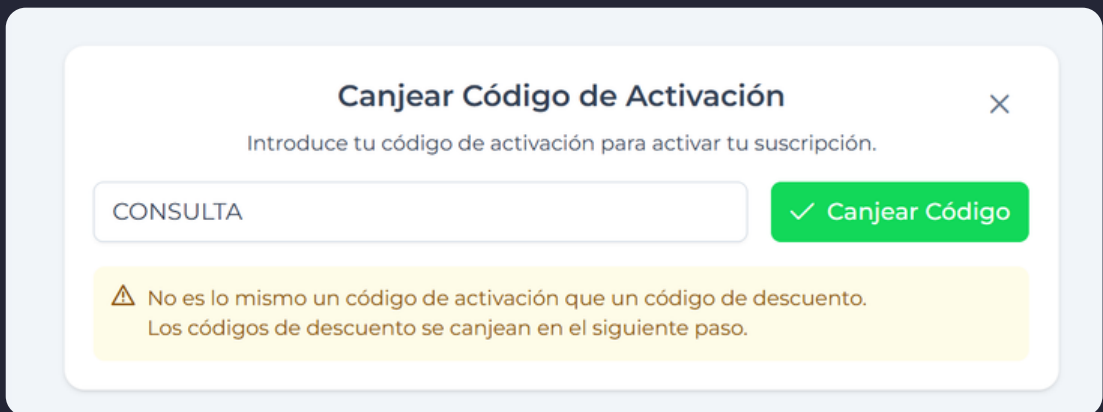 Canjear Código de Activación
Introduce tu código de activación para activar tu suscripción.
CONSULTA
Canjear Código
No es lo mismo un código de activación que un código de descuento.
Los códigos de descuento se canjean en el siguiente paso.